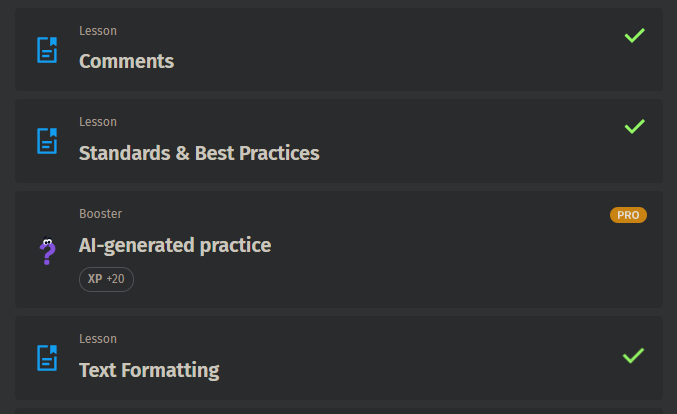 Lesson
Comments
Lesson
Standards & Best Practices
Booster
PRO
AI-generated practice
XP +20
Lesson
Text Formatting